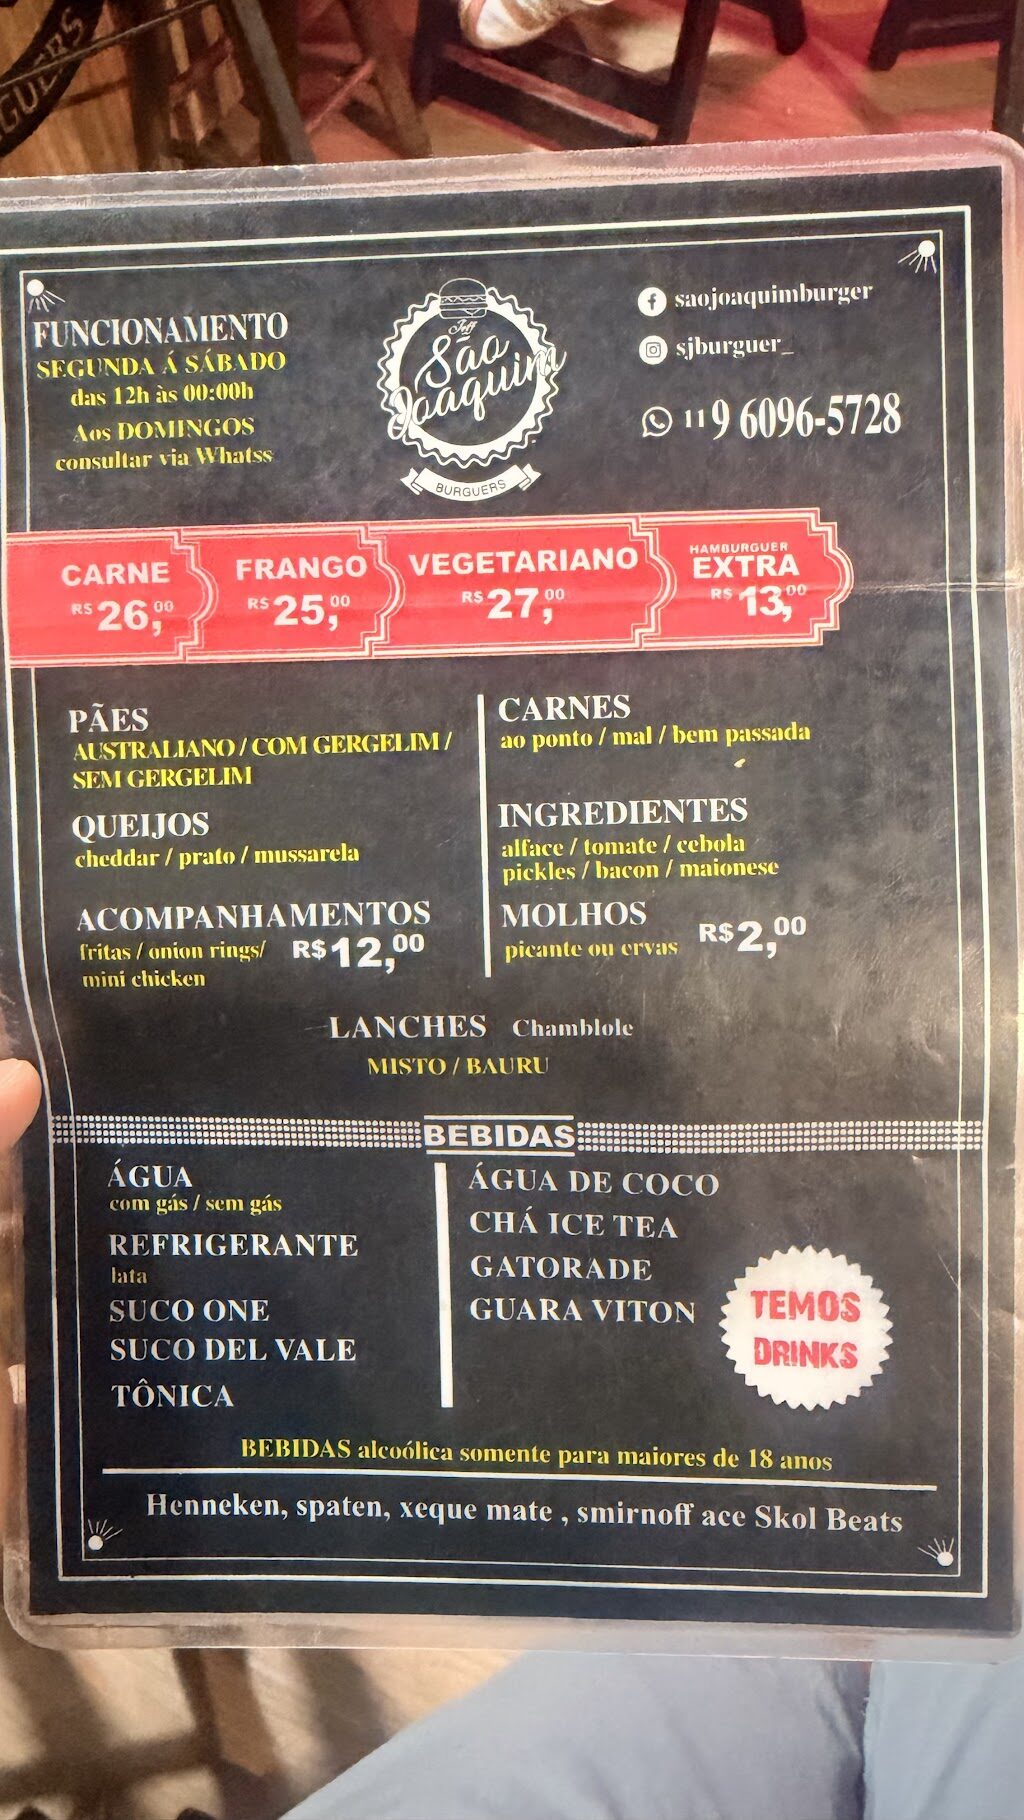 FUNCIONAMENTO
SEGUNDA Á SÁBADO
das 12h às 00:00h
Aos DOMINGOS
consultar via Whatss
Jeff
São
Joaquim
BURGUERS
saojoaquimburger
sjburguer_
11 9 6096-5728
CARNE
R$ 26,00
FRANGO
R$ 25,00
VEGETARIANO
R$ 27,00
HAMBURGUER
EXTRA
R$ 13,00
PÃES
AUSTRALIANO / COM GERGELIM /
SEM GERGELIM
QUEIJOS
cheddar / prato / mussarela
ACOMPANHAMENTOS
fritas / onion rings/ R$12,00
mini chicken
CARNES
ao ponto / mal / bem passada
INGREDIENTES
alface / tomate / cebola
pickles / bacon / maionese
MOLHOS
picante ou ervas R$2,00
LANCHES Chamblole
MISTO / BAURU
BEBIDAS
ÁGUA
com gás / sem gás
REFRIGERANTE
lata
SUCO ONE
SUCO DEL VALE
TÔNICA
ÁGUA DE COCO
CHÁ ICE TEA
GATORADE
GUARA VITON
TEMOS
DRINKS
BEBIDAS alcoólica somente para maiores de 18 anos
Henneken, spaten, xeque mate , smirnoff ace Skol Beats